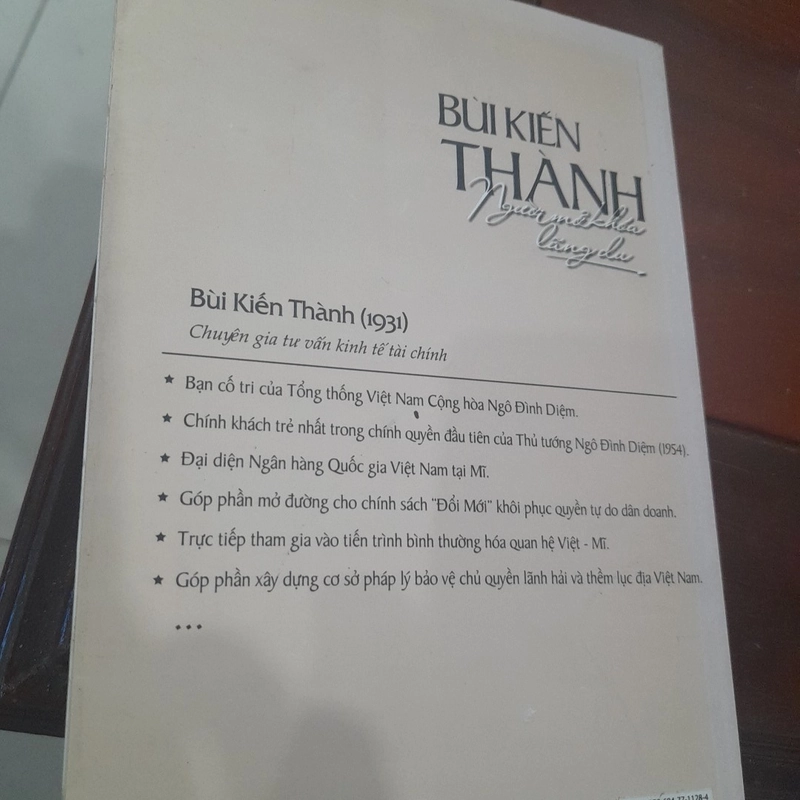 BÙI KIẾN
THÀNH
Người mở khóa
lãng du
Bùi Kiến Thành (1931)
Chuyên gia tư vấn kinh tế tài chính
★ Bạn cố tri của Tổng thống Việt Nam Cộng hòa Ngô Đình Diệm.
★ Chính khách trẻ nhất trong chính quyền đầu tiên của Thủ tướng Ngô Đình Diệm (1954).
★ Đại diện Ngân hàng Quốc gia Việt Nam tại Mĩ.
★ Góp phần mở đường cho chính sách "Đổi Mới" khôi phục quyền tự do dân doanh.
★ Trực tiếp tham gia vào tiến trình bình thường hóa quan hệ Việt - Mĩ.
★ Góp phần xây dựng cơ sở pháp lý bảo vệ chủ quyền lãnh hải và thềm lục địa Việt Nam.
...
77-1128-4